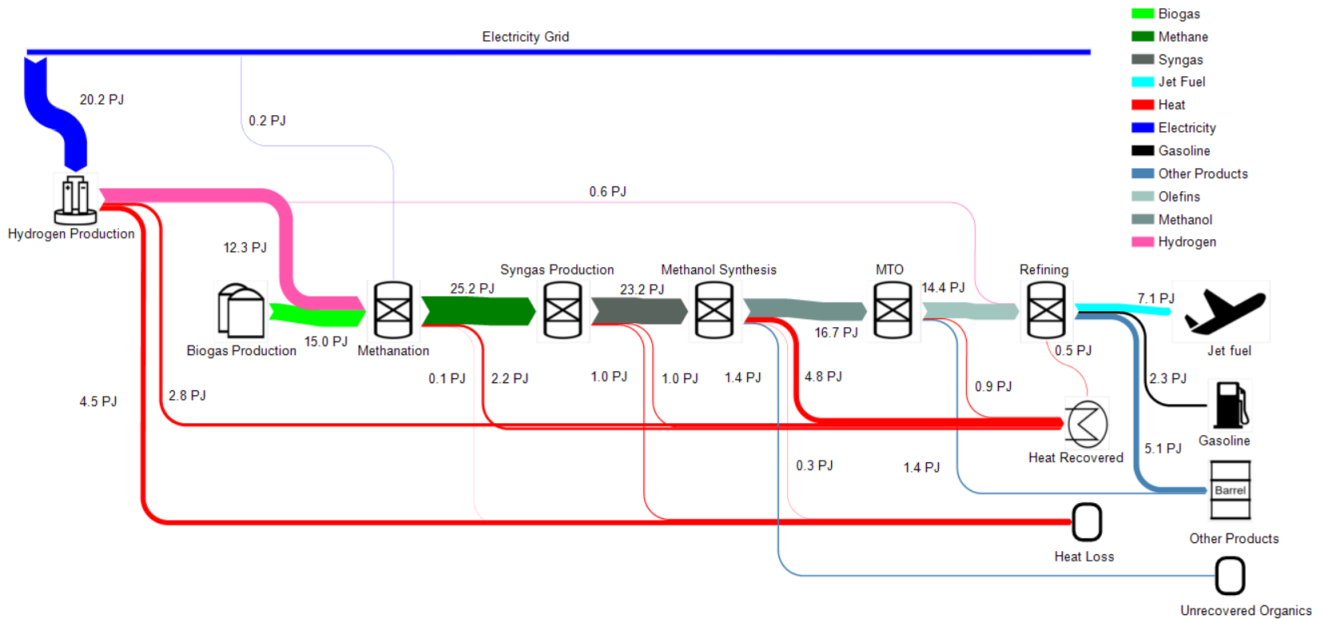 Electricity Grid
Biogas
Methane
Syngas
Jet Fuel
Heat
Electricity
Gasoline
Other Products
Olefins
Methanol
Hydrogen
20.2 PJ
0.2 PJ
0.6 PJ
Hydrogen Production
12.3 PJ
Syngas Production
Methanol Synthesis
MTO
Refining
25.2 PJ
23.2 PJ
14.4 PJ
7.1 PJ
15.0 PJ
16.7 PJ
Biogas Production
Methanation
0.5 PJ
Jet fuel
0.1 PJ
2.2 PJ
1.0 PJ
1.0 PJ
1.4 PJ
4.8 PJ
0.9 PJ
2.3 PJ
4.5 PJ
2.8 PJ
Gasoline
Heat Recovered
5.1 PJ
0.3 PJ
1.4 PJ
Barrel
Other Products
Heat Loss
Unrecovered Organics